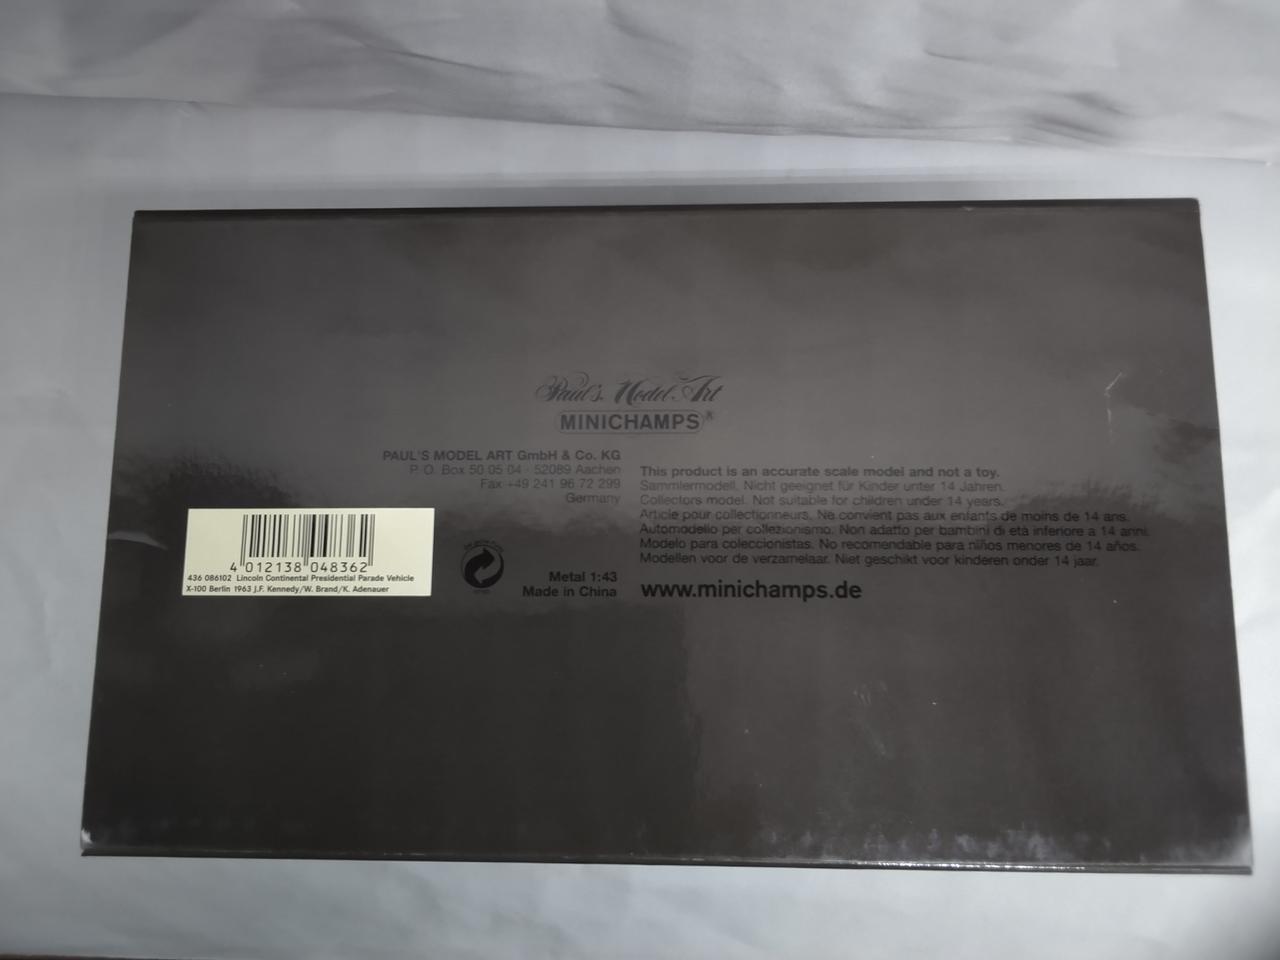 Paul's Model Art
MINICHAMPS®
PAUL'S MODEL ART GmbH & Co. KG
P. O. Box 50 05 04 · 52089 Aachen
Fax +49 241 96 72 299
Germany
This product is an accurate scale model and not a toy.
Sammlermodell. Nicht geeignet für Kinder unter 14 Jahren.
Collectors model. Not suitable for children under 14 years.
Article pour collectionneurs. Ne convient pas aux enfants de moins de 14 ans.
Automodello per collezionismo. Non adatto per bambini di età inferiore a 14 anni.
Modelo para coleccionistas. No recomendable para niños menores de 14 años.
Modellen voor de verzamelaar. Niet geschikt voor kinderen onder 14 jaar.
www.minichamps.de
4 012138 048362
436 086102 Lincoln Continental Presidential Parade Vehicle
X-100 Berlin 1963 J.F. Kennedy/W. Brand/K. Adenauer
Metal 1:43
Made in China